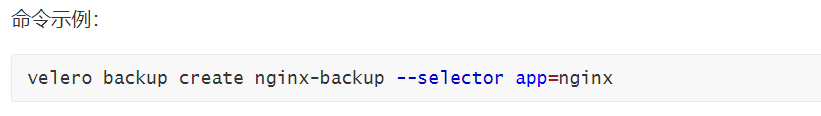 命令示例：
velero backup create nginx-backup --selector app=nginx